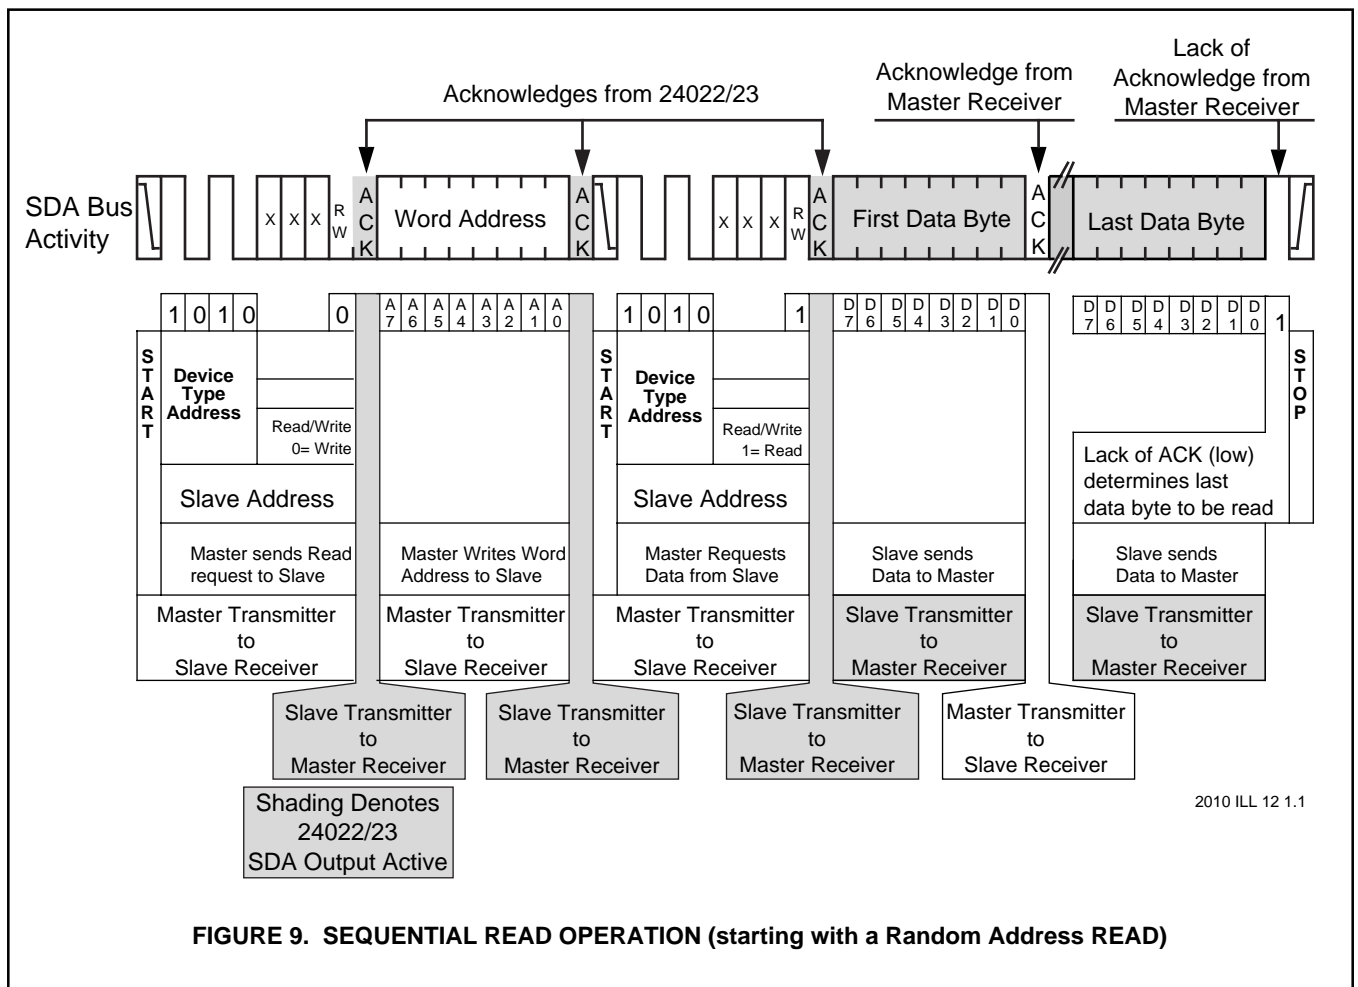 Lack of
Acknowledge from
Master Receiver
Acknowledge from
Master Receiver
Acknowledges from 24022/23
SDA Bus
Activity
X X X R W
A C K
Word Address
A C K
X X X R W
A C K
First Data Byte
A C K
Last Data Byte
1 0 1 0 0
A7 A6 A5 A4 A3 A2 A1 A0
1 0 1 0 1
D7 D6 D5 D4 D3 D2 D1 D0
D7 D6 D5 D4 D3 D2 D1 D0
1
START
Device
Type
Address
Read/Write
0= Write
Slave Address
START
Device
Type
Address
Read/Write
1= Read
Slave Address
STOP
Lack of ACK (low)
determines last
data byte to be read
Master sends Read
request to Slave
Master Writes Word
Address to Slave
Master Requests
Data from Slave
Slave sends
Data to Master
Slave sends
Data to Master
Master Transmitter
to
Slave Receiver
Master Transmitter
to
Slave Receiver
Master Transmitter
to
Slave Receiver
Slave Transmitter
to
Master Receiver
Slave Transmitter
to
Master Receiver
Slave Transmitter
to
Master Receiver
Slave Transmitter
to
Master Receiver
Slave Transmitter
to
Master Receiver
Master Transmitter
to
Slave Receiver
Shading Denotes
24022/23
SDA Output Active
2010 ILL 12 1.1
FIGURE 9. SEQUENTIAL READ OPERATION (starting with a Random Address READ)